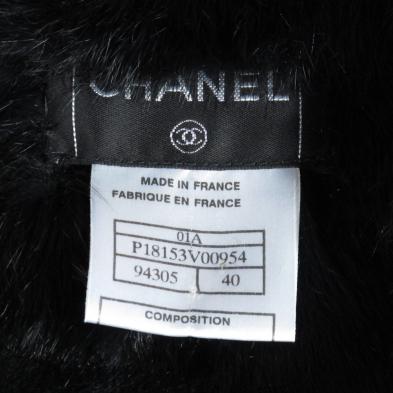 CHANEL
MADE IN FRANCE
FABRIQUE EN FRANCE
01A
P18153V00954
94305 40
COMPOSITION